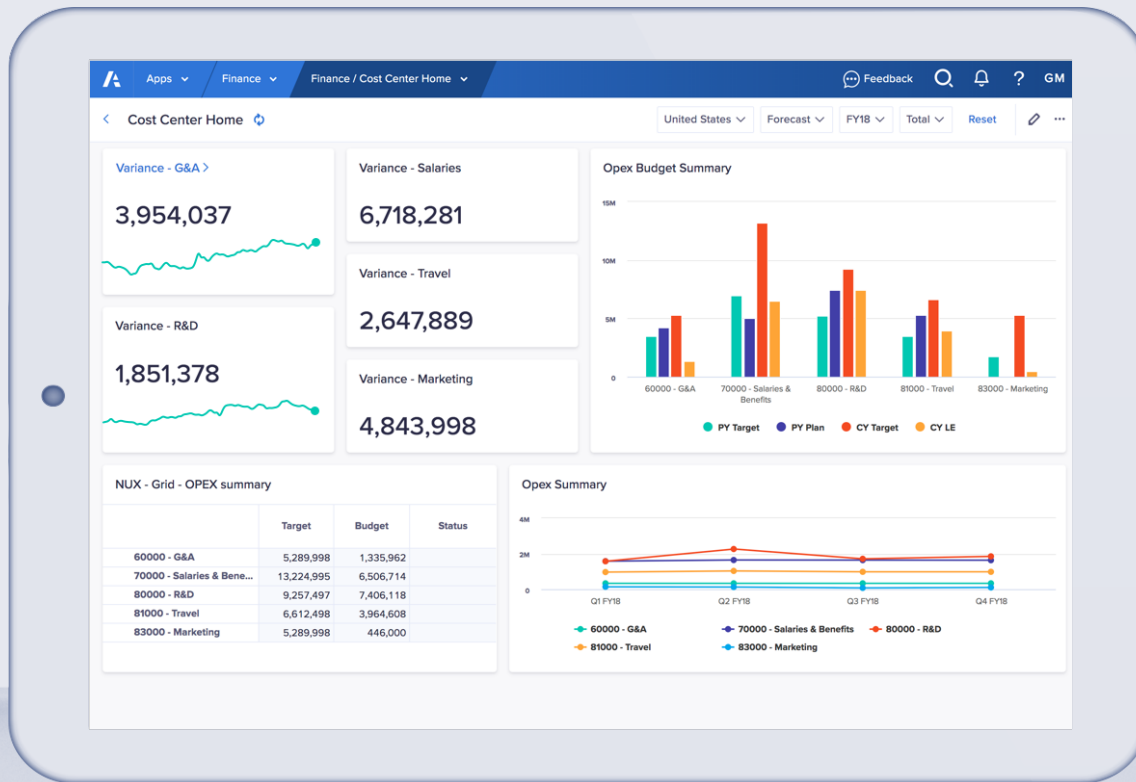 Apps Finance Finance / Cost Center Home Feedback ? GM
Cost Center Home United States Forecast FY18 Total Reset
Variance - G&A
3,954,037
Variance - R&D
1,851,378
Variance - Salaries
6,718,281
Variance - Travel
2,647,889
Variance - Marketing
4,843,998
Opex Budget Summary
15M
10M
5M
0
60000 - G&A 70000 - Salaries & Benefits 80000 - R&D 81000 - Travel 83000 - Marketing
PY Target PY Plan CY Target CY LE
NUX - Grid - OPEX summary
Target Budget Status
60000 - G&A 5,289,998 1,335,962
70000 - Salaries & Bene... 13,224,995 6,506,714
80000 - R&D 9,257,497 7,406,118
81000 - Travel 6,612,498 3,964,608
83000 - Marketing 5,289,998 446,000
Opex Summary
4M
2M
0
Q1 FY18 Q2 FY18 Q3 FY18 Q4 FY18
60000 - G&A 70000 - Salaries & Benefits 80000 - R&D
81000 - Travel 83000 - Marketing